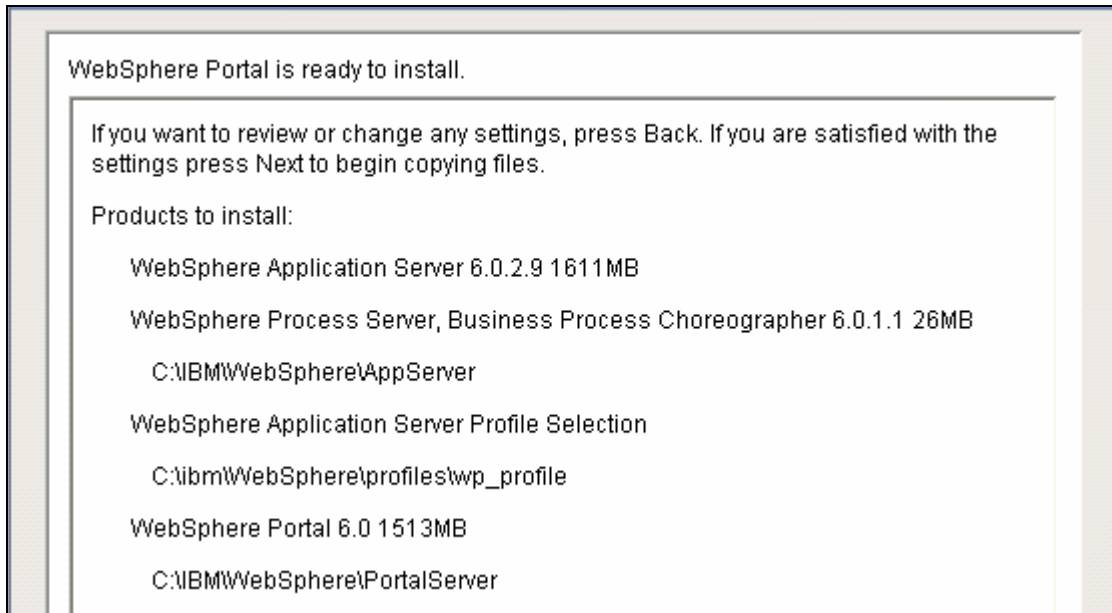 WebSphere Portal is ready to install.
If you want to review or change any settings, press Back. If you are satisfied with the
settings press Next to begin copying files.
Products to install:
WebSphere Application Server 6.0.2.9 1611MB
WebSphere Process Server, Business Process Choreographer 6.0.1.1 26MB
C:\IBM\WebSphere\AppServer
WebSphere Application Server Profile Selection
C:\ibm\WebSphere\profiles\wp_profile
WebSphere Portal 6.0 1513MB
C:\IBM\WebSphere\PortalServer